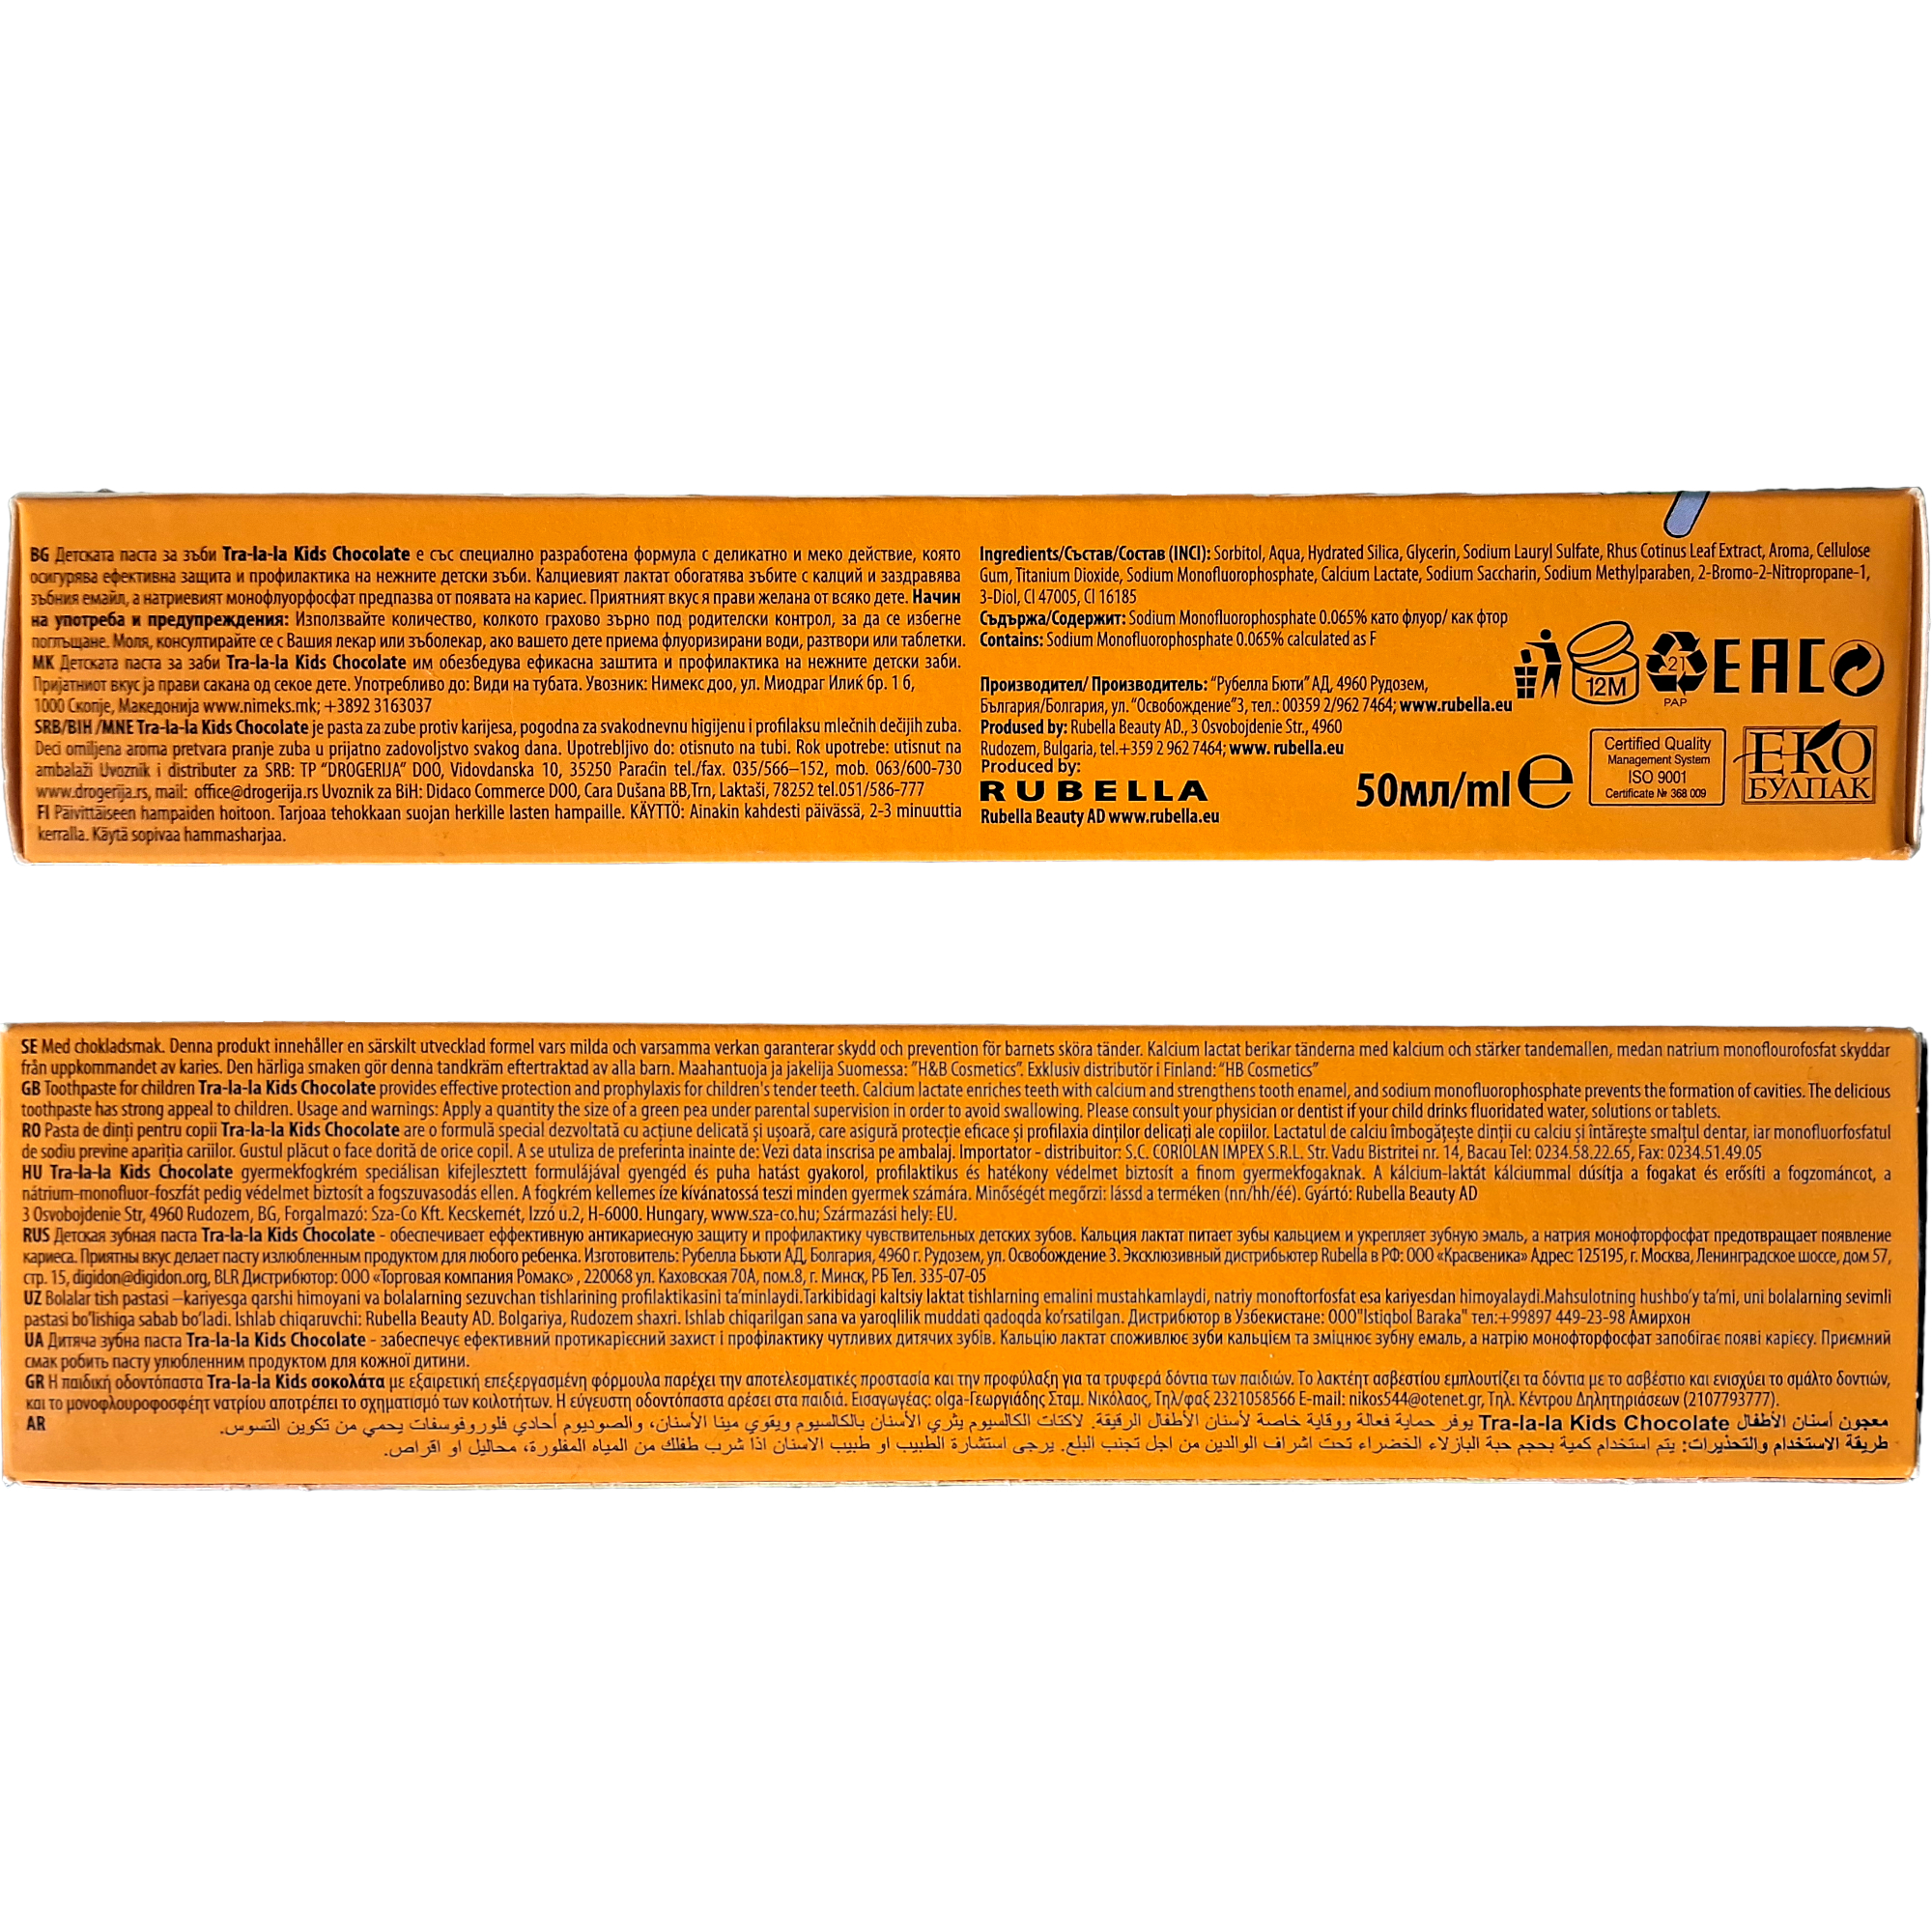 BG Детската паста за зъби Tra-la-la Kids Chocolate е със специално разработена формула с деликатно и меко действие, която
осигурява ефективна защита и профилактика на нежните детски зъби. Калциевият лактат обогатява зъбите с калций и заздравява
зъбния емайл, а натриевият монофлуорфосфат предпазва от появата на кариес. Приятният вкус я прави желана от всяко дете. Начин
на употреба и предупреждения: Използвайте количество, колкото грахово зърно под родителски контрол, за да се избегне
поглъщане. Моля, консултирайте се с Вашия лекар или зъболекар, ако вашето дете приема флуоризирани води, разтвори или таблетки.
МК Детската паста за заби Tra-la-la Kids Chocolate им обезбедува ефикасна заштита и профилактика на нежните детски заби.
Пријатниот вкус ја прави сакана од секое дете. Употребливо до: Види на тубата. Увозник: Нимекс доо, ул. Миодраг Илиќ бр. 1 б,
1000 Скопје, Македонија www.nimeks.mk; +3892 3163037
SRB/BIH /MNE Tra-la-la Kids Chocolate je pasta za zube protiv karijesa, pogodna za svakodnevnu higijenu i profilaksu mlečnih dečijih zuba.
Deci omiljena aroma pretvara pranje zuba u prijatno zadovoljstvo svakog dana. Upotrebljivo do: otisnuto na tubi. Rok upotrebe: utisnut na
ambalaži Uvoznik i distributer za SRB: TP "DROGERIJA" DOO, Vidovdanska 10, 35250 Paraćin tel./fax. 035/566–152, mob. 063/600-730
www.drogerija.rs, mail: office@drogerija.rs Uvoznik za BiH: Didaco Commerce DOO, Cara Dušana BB,Trn, Laktaši, 78252 tel.051/586-777
FI Päivittäiseen hampaiden hoitoon. Tarjoaa tehokkaan suojan herkille lasten hampaille. KÄYTTÖ: Ainakin kahdesti päivässä, 2-3 minuuttia
kerralla. Käytä sopivaa hammasharjaa.
Ingredients/Състав/Состав (INCI): Sorbitol, Aqua, Hydrated Silica, Glycerin, Sodium Lauryl Sulfate, Rhus Cotinus Leaf Extract, Aroma, Cellulose
Gum, Titanium Dioxide, Sodium Monofluorophosphate, Calcium Lactate, Sodium Saccharin, Sodium Methylparaben, 2-Bromo-2-Nitropropane-1,
3-Diol, CI 47005, CI 16185
Съдържа/Содержит: Sodium Monofluorophosphate 0.065% като флуор/ как фтор
Contains: Sodium Monofluorophosphate 0.065% calculated as F
Производител/ Производитель: "Рубелла Бюти" АД, 4960 Рудозем,
България/Болгария, ул. "Освобождение"3, тел.: 00359 2/962 7464; www.rubella.eu
Prodused by: Rubella Beauty AD., 3 Osvobojdenie Str., 4960
Rudozem, Bulgaria, tel.+359 2 962 7464; www. rubella.eu
Produced by:
RUBELLA
Rubella Beauty AD www.rubella.eu
50мл/ml e
12M
21
PAP
EAC
Certified Quality
Management System
ISO 9001
Certificate № 368 009
ЕКО
БУЛПАК
SE Med chokladsmak. Denna produkt innehåller en särskilt utvecklad formel vars milda och varsamma verkan garanterar skydd och prevention för barnets sköra tänder. Kalcium lactat berikar tänderna med kalcium och stärker tandemallen, medan natrium monoflourofosfat skyddar
från uppkommandet av karies. Den härliga smaken gör denna tandkräm eftertraktad av alla barn. Maahantuoja ja jakelija Suomessa: "H&B Cosmetics". Exklusiv distributör i Finland: "HB Cosmetics"
GB Toothpaste for children Tra-la-la Kids Chocolate provides effective protection and prophylaxis for children's tender teeth. Calcium lactate enriches teeth with calcium and strengthens tooth enamel, and sodium monofluorophosphate prevents the formation of cavities. The delicious
toothpaste has strong appeal to children. Usage and warnings: Apply a quantity the size of a green pea under parental supervision in order to avoid swallowing. Please consult your physician or dentist if your child drinks fluoridated water, solutions or tablets.
RO Pasta de dinți pentru copii Tra-la-la Kids Chocolate are o formulă special dezvoltată cu acțiune delicată și ușoară, care asigură protecție eficace și profilaxia dinților delicați ale copiilor. Lactatul de calciu îmbogățește dinții cu calciu și întărește smalțul dentar, iar monofluorfosfatul
de sodiu previne apariția cariilor. Gustul plăcut o face dorită de orice copil. A se utuliza de preferinta inainte de: Vezi data inscrisa pe ambalaj. Importator - distribuitor: S.C. CORIOLAN IMPEX S.R.L. Str. Vadu Bistritei nr. 14, Bacau Tel: 0234.58.22.65, Fax: 0234.51.49.05
HU Tra-la-la Kids Chocolate gyermekfogkrém speciálisan kifejlesztett formulájával gyengéd és puha hatást gyakorol, profilaktikus és hatékony védelmet biztosít a finom gyermekfogaknak. A kálcium-laktát kálciummal dúsítja a fogakat és erősíti a fogzománcot, a
nátrium-monofluor-foszfát pedig védelmet biztosít a fogszuvasodás ellen. A fogkrém kellemes íze kívánatossá teszi minden gyermek számára. Minőségét megőrzi: lássd a terméken (nn/hh/éé). Gyártó: Rubella Beauty AD
3 Osvobojdenie Str, 4960 Rudozem, BG, Forgalmazó: Sza-Co Kft. Kecskemét, Izzó u.2, H-6000. Hungary, www.sza-co.hu; Származási hely: EU.
RUS Детская зубная паста Tra-la-la Kids Chocolate - обеспечивает еффективную антикариесную защиту и профилактику чувствительных детских зубов. Кальция лактат питает зубы кальцием и укрепляет зубную эмаль, а натрия монофторфосфат предотвращает появление
кариеса. Приятны вкус делает пасту излюбленным продуктом для любого ребенка. Изготовитель: Рубелла Бьюти АД, Болгария, 4960 г. Рудозем, ул. Освобождение 3. Эксклюзивный дистрибьютер Rubella в РФ: ООО «Красвеника» Адрес: 125195, г. Москва, Ленинградское шоссе, дом 57,
стр. 15, digidon@digidon.org, BLR Дистрибютор: ООО «Торговая компания Ромакс» , 220068 ул. Каховская 70А, пом.8, г. Минск, РБ Тел. 335-07-05
UZ Bolalar tish pastasi –kariyesga qarshi himoyani va bolalarning sezuvchan tishlarining profilaktikasini ta'minlaydi.Tarkibidagi kaltsiy laktat tishlarning emalini mustahkamlaydi, natriy monoftorfosfat esa kariyesdan himoyalaydi.Mahsulotning hushbo'y ta'mi, uni bolalarning sevimli
pastasi bo'lishiga sabab bo'ladi. Ishlab chiqaruvchi: Rubella Beauty AD. Bolgariya, Rudozem shaxri. Ishlab chiqarilgan sana va yaroqlilik muddati qadoqda ko'rsatilgan. Дистрибютор в Узбекистане: ООО"Istiqbol Baraka" тел:+99897 449-23-98 Амирхон
UA Дитяча зубна паста Tra-la-la Kids Chocolate - забеспечує ефективний протикарієсний захист і профілактику чутливих дитячих зубів. Кальцію лактат споживлює зуби кальцієм та зміцнює зубну емаль, а натрію монофторфосфат запобігає появі карієсу. Приємний
смак робить пасту улюбленним продуктом для кожної дитини.
GR Η παιδική οδοντόπαστα Tra-la-la Kids σοκολάτα με εξαιρετική επεξεργασμένη φόρμουλα παρέχει την αποτελεσματικές προστασία και την προφύλαξη για τα τρυφερά δόντια των παιδιών. Το λακτέητ ασβεστίου εμπλουτίζει τα δόντια με το ασβέστιο και ενισχύει το σμάλτο δοντιών,
και το μονοφλουροφοσφέητ νατρίου αποτρέπει το σχηματισμό των κοιλοτήτων. Η εύγευστη οδοντόπαστα αρέσει στα παιδιά. Εισαγωγέας: olga-Γεωργιάδης Σταμ. Νικόλαος, Τηλ/φαξ 2321058566 E-mail: nikos544@otenet.gr, Τηλ. Κέντρου Δηλητηριάσεων (2107793777).
AR معجون أسنان الأطفال Tra-la-la Kids Chocolate يوفر حماية فعالة ووقاية خاصة لأسنان الأطفال الرقيقة. لاكتات الكالسيوم يثري الأسنان بالكالسيوم ويقوي مينا الأسنان، والصوديوم أحادي فلوروفوسفات يحمي من تكوين التسوس.
طريقة الاستخدام والتحذيرات: يتم استخدام كمية بحجم حبة البازلاء الخضراء تحت اشراف الوالدين من اجل تجنب البلع. يرجى استشارة الطبيب او طبيب الاسنان اذا شرب طفلك من المياه المفلورة، محاليل او اقراص.